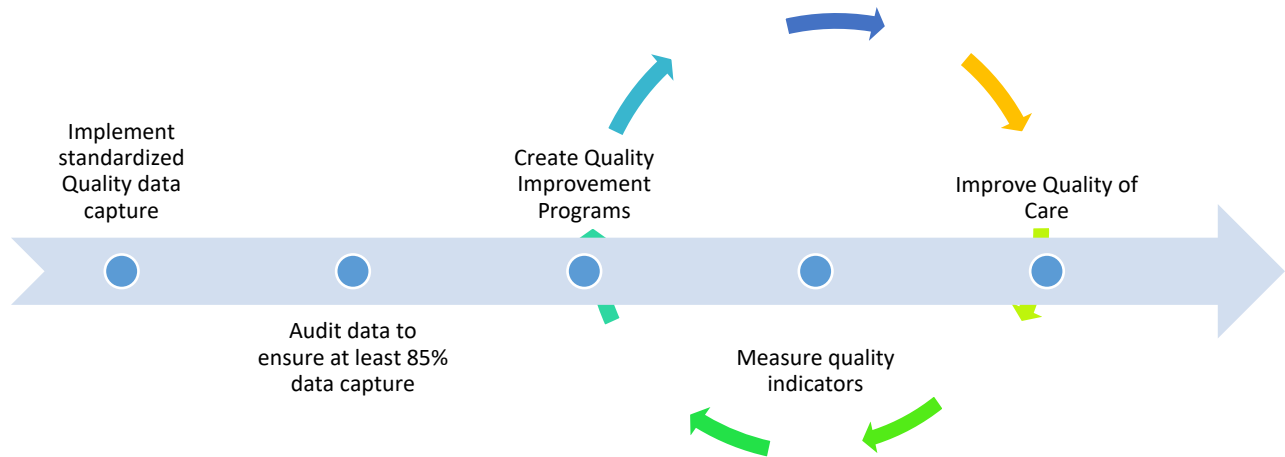 Implement
standardized
Quality data
capture
Audit data to
ensure at least 85%
data capture
Create Quality
Improvement
Programs
Measure quality
indicators
Improve Quality of
Care